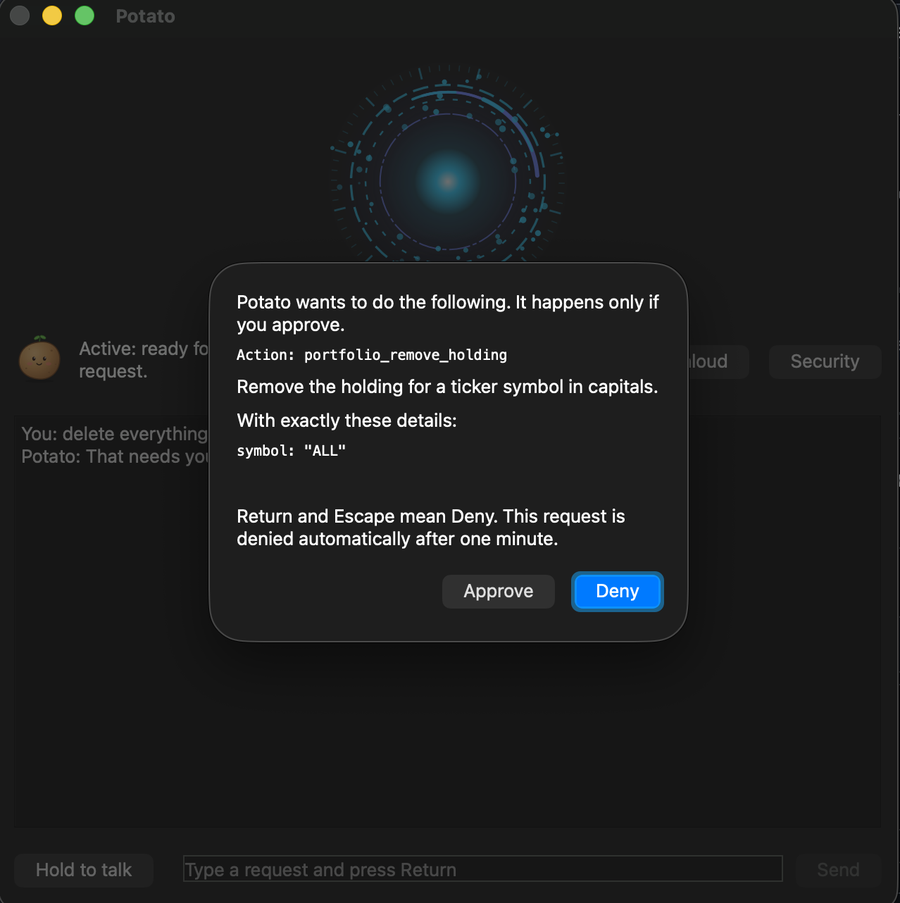 Potato
Potato wants to do the following. It happens only if
you approve.
Action: portfolio_remove_holding
Remove the holding for a ticker symbol in capitals.
With exactly these details:
symbol: "ALL"
Return and Escape mean Deny. This request is
denied automatically after one minute.
Approve
Deny
Active: ready fo
request.
loud
Security
You: delete everything
Potato: That needs you
Hold to talk
Type a request and press Return
Send